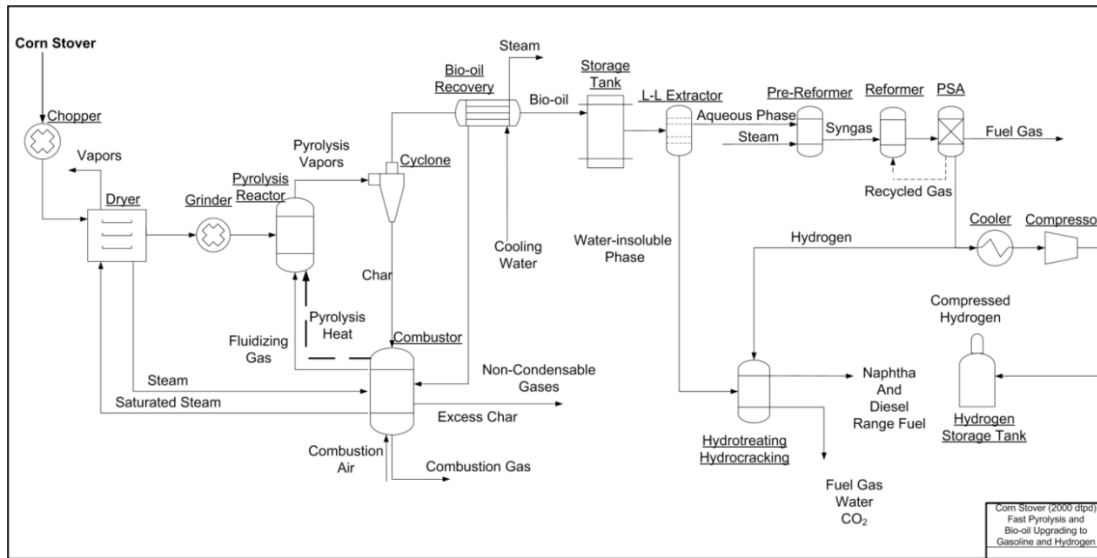 Corn Stover
Chopper
Vapors
Dryer
Grinder
Pyrolysis
Reactor
Pyrolysis
Vapors
Cyclone
Bio-oil
Recovery
Steam
Bio-oil
Storage
Tank
L-L Extractor
Aqueous Phase
Steam
Pre-Reformer
Syngas
Reformer
PSA
Fuel Gas
Recycled Gas
Cooler
Compressor
Hydrogen
Water-insoluble
Phase
Cooling
Water
Char
Pyrolysis
Heat
Fluidizing
Gas
Combustor
Steam
Saturated Steam
Non-Condensable
Gases
Excess Char
Combustion
Air
Combustion Gas
Compressed
Hydrogen
Hydrogen
Storage Tank
Naphtha
And
Diesel
Range Fuel
Hydrotreating
Hydrocracking
Fuel Gas
Water
CO₂
Corn Stover (2000 dtpd)
Fast Pyrolysis and
Bio-oil Upgrading to
Gasoline and Hydrogen